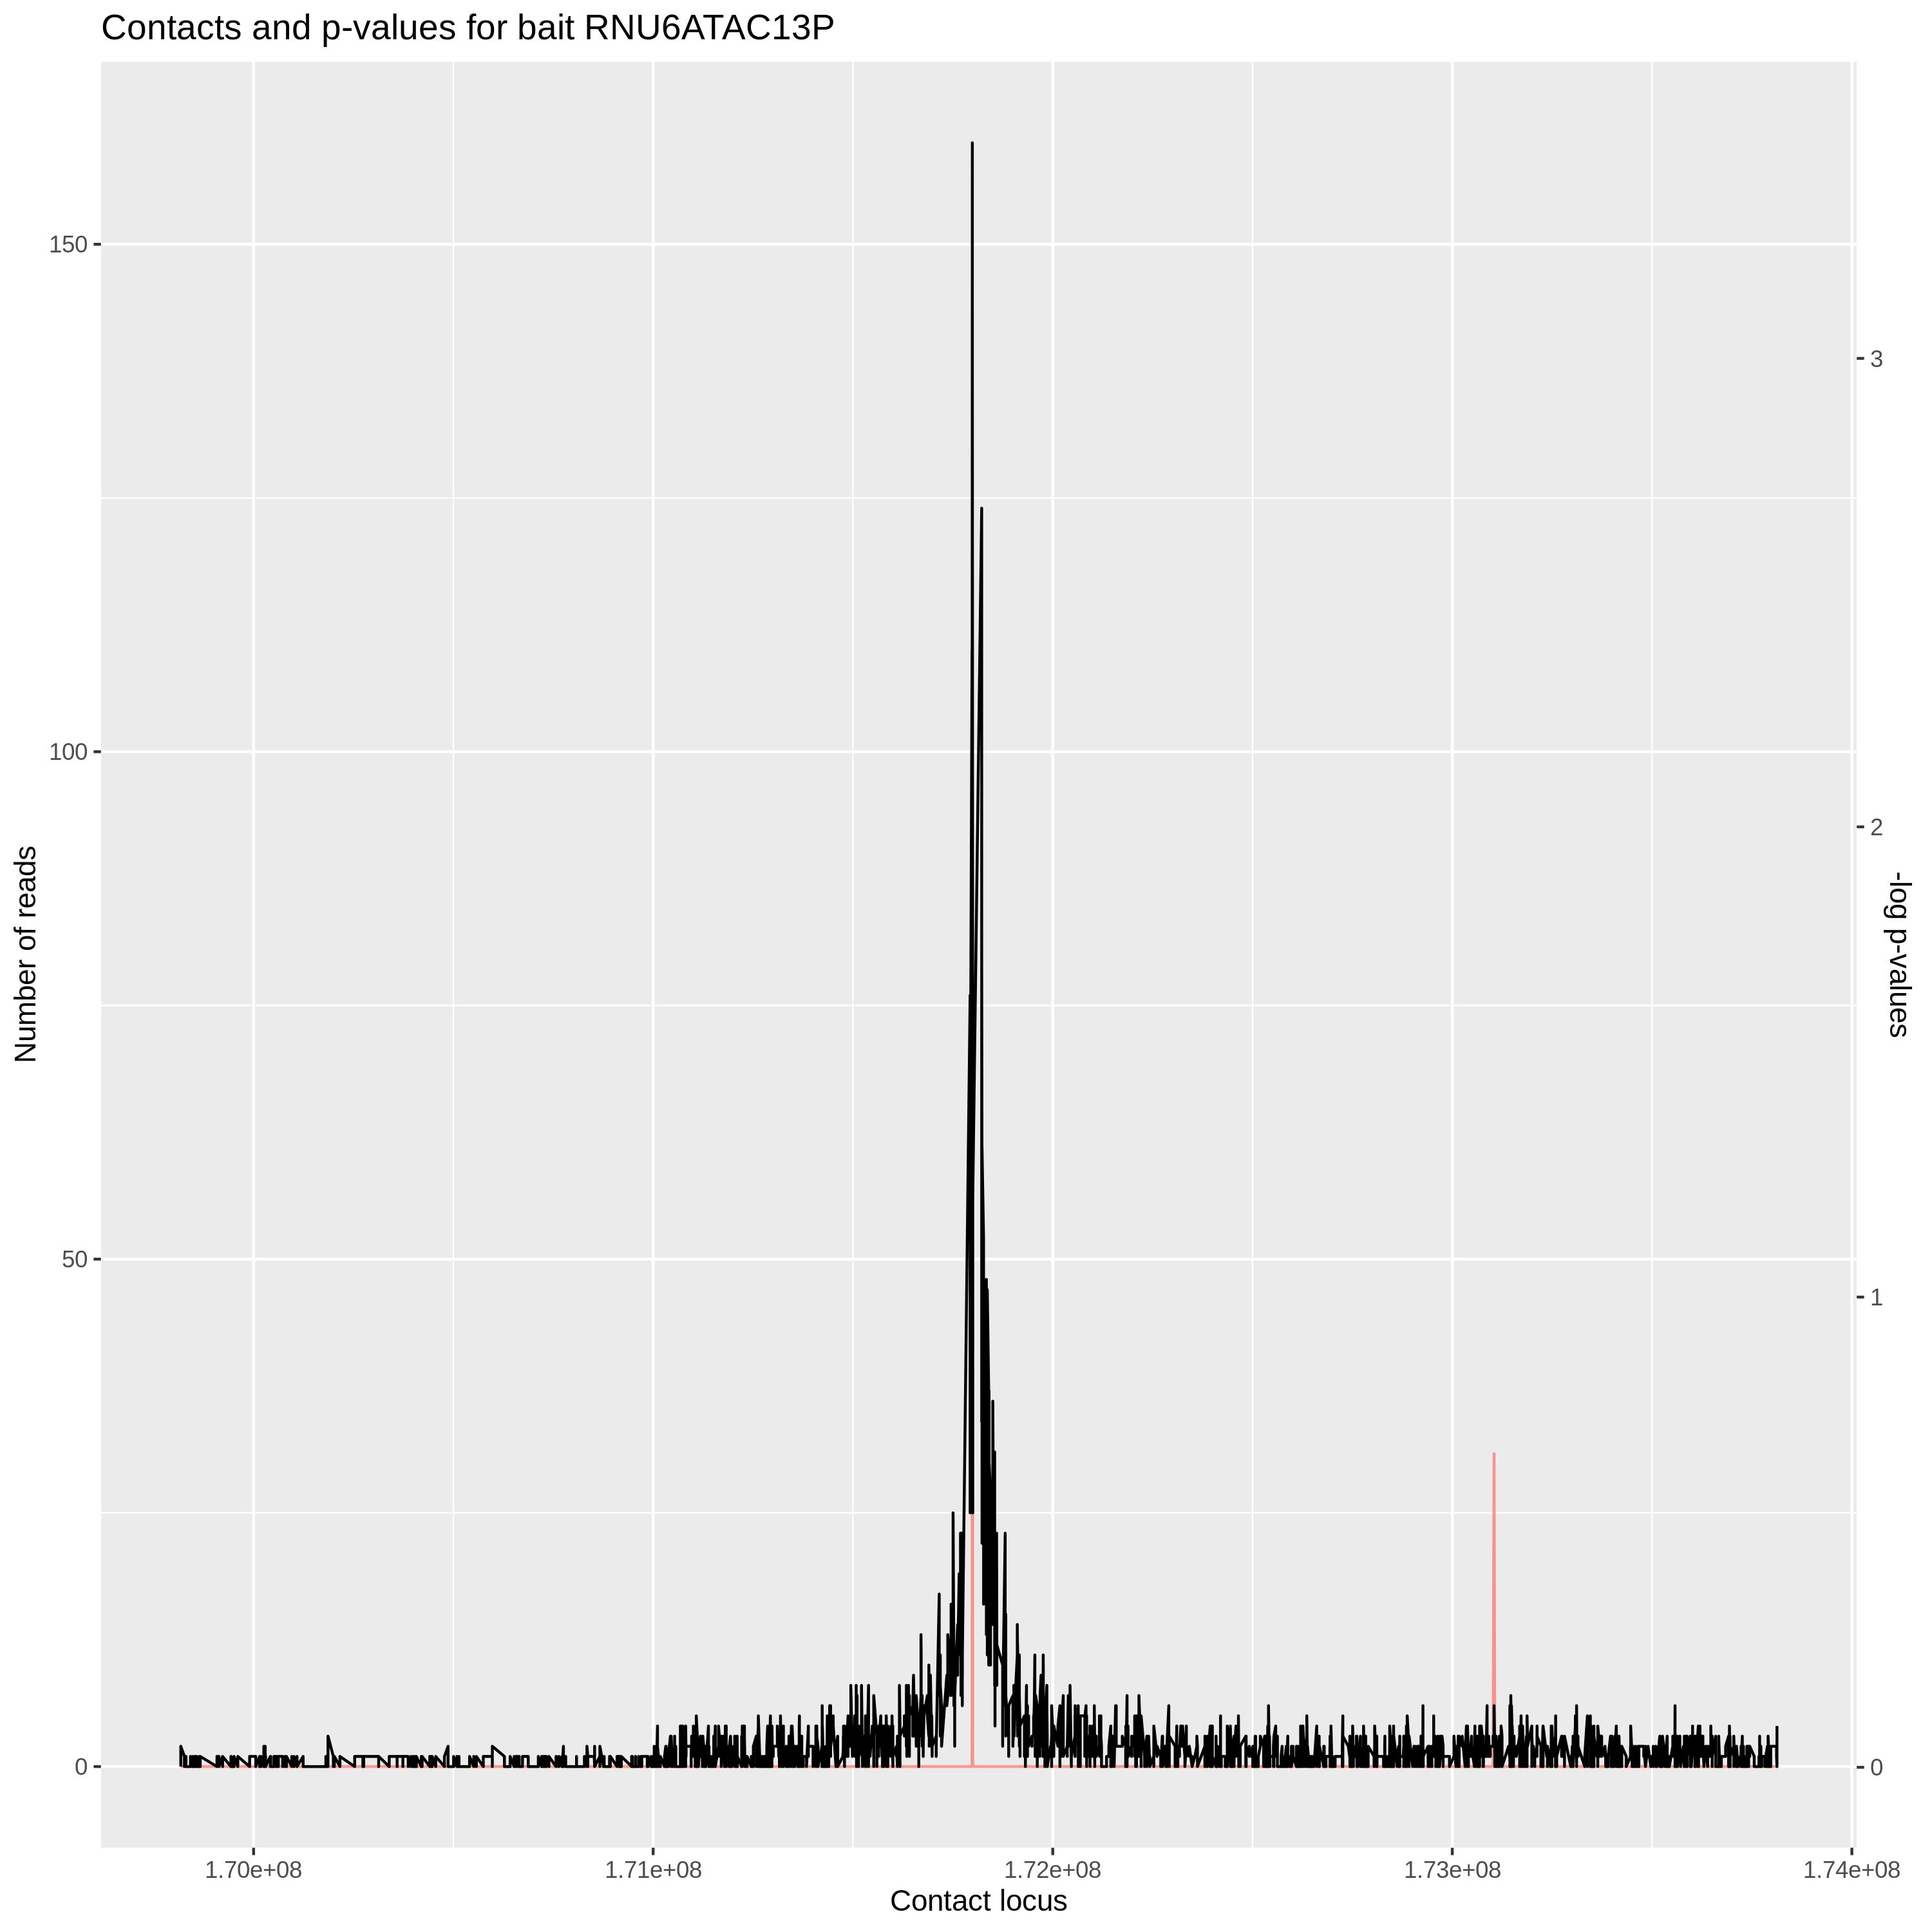 Contacts and p-values for bait RNU6ATAC13P
150
100
50
0
Number of reads
3
2
1
0
-log p-values
1.70e+08
1.71e+08
1.72e+08
1.73e+08
1.74e+08
Contact locus